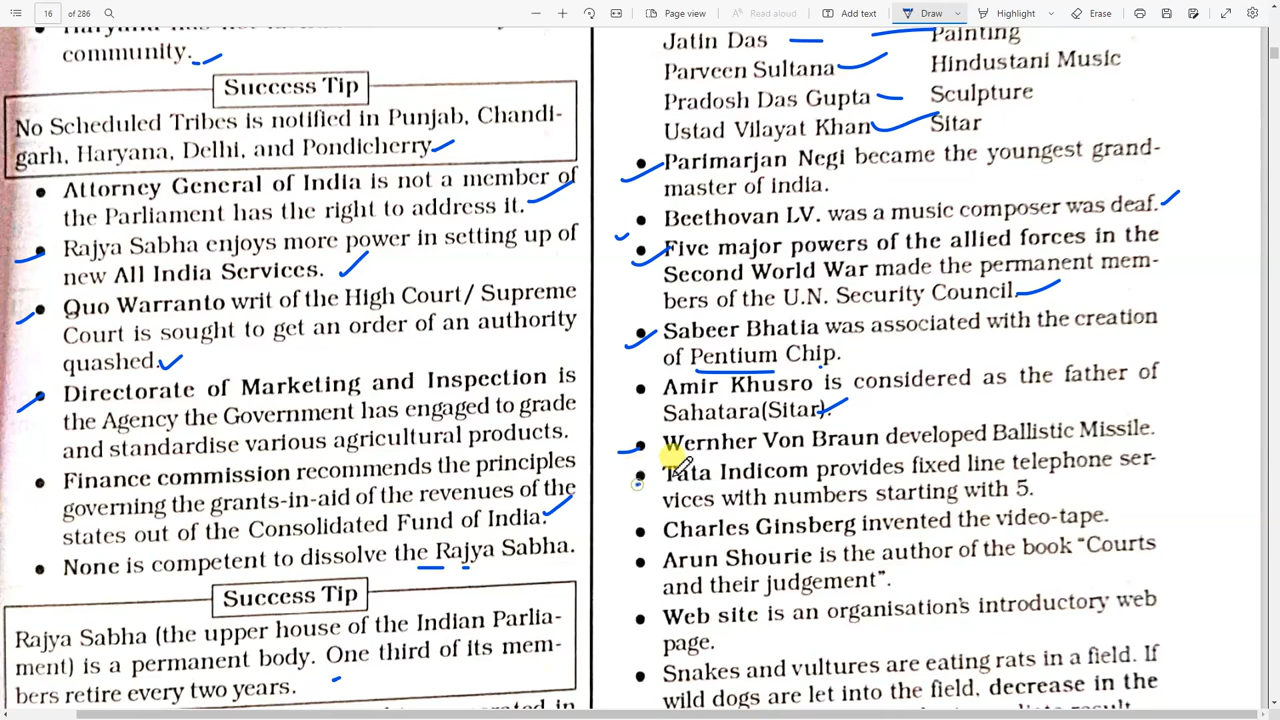 16
of 286
Page view
Read aloud
Add text
Draw
Highlight
Erase
community.
Success Tip
No Scheduled Tribes is notified in Punjab, Chandi-
garh, Haryana, Delhi, and Pondicherry
• Attorney General of India is not a member of
the Parliament has the right to address it.
• Rajya Sabha enjoys more power in setting up of
new All India Services.
• Quo Warranto writ of the High Court/ Supreme
Court is sought to get an order of an authority
quashed.
• Directorate of Marketing and Inspection is
the Agency the Government has engaged to grade
and standardise various agricultural products.
• Finance commission recommends the principles
governing the grants-in-aid of the revenues of the
states out of the Consolidated Fund of India.
• None is competent to dissolve the Rajya Sabha.
Success Tip
Rajya Sabha (the upper house of the Indian Parlia-
ment) is a permanent body. One third of its mem-
bers retire every two years.
Jatin Das Painting
Parveen Sultana Hindustani Music
Pradosh Das Gupta Sculpture
Ustad Vilayat Khan Sitar
• Parimarjan Negi became the youngest grand-
master of india.
• Beethovan LV. was a music composer was deaf.
• Five major powers of the allied forces in the
Second World War made the permanent mem-
bers of the U.N. Security Council.
• Sabeer Bhatia was associated with the creation
of Pentium Chip.
• Amir Khusro is considered as the father of
Sahatara(Sitar).
• Wernher Von Braun developed Ballistic Missile.
• Tata Indicom provides fixed line telephone ser-
vices with numbers starting with 5.
• Charles Ginsberg invented the video-tape.
• Arun Shourie is the author of the book "Courts
and their judgement".
• Web site is an organisation's introductory web
page.
• Snakes and vultures are eating rats in a field. If
wild dogs are let into the field, decrease in the